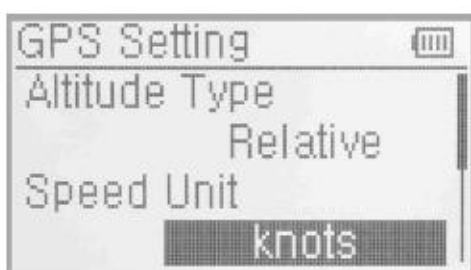 GPS Setting
Altitude Type
Relative
Speed Unit
knots